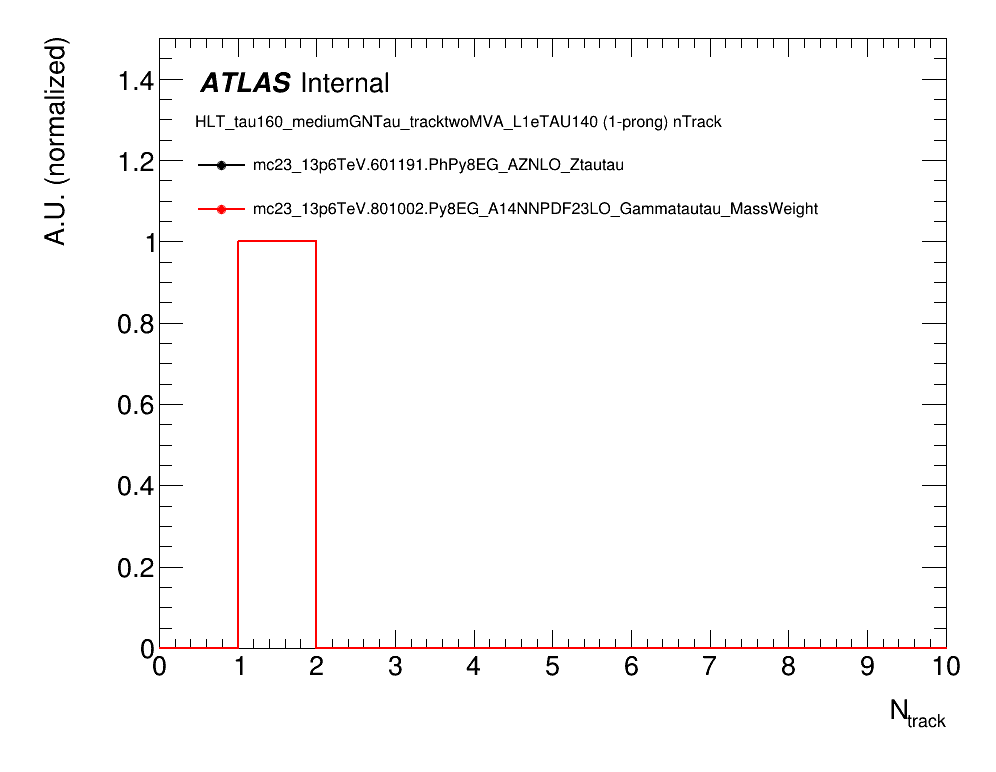 A.U. (normalized)
ATLAS Internal
HLT_tau160_mediumGNTau_tracktwoMVA_L1eTAU140 (1-prong) nTrack
mc23_13p6TeV.601191.PhPy8EG_AZNLO_Ztautau
mc23_13p6TeV.801002.Py8EG_A14NNPDF23LO_Gammatautau_MassWeight
1.4
1.2
1
0.8
0.6
0.4
0.2
0
0 1 2 3 4 5 6 7 8 9 10
N_track